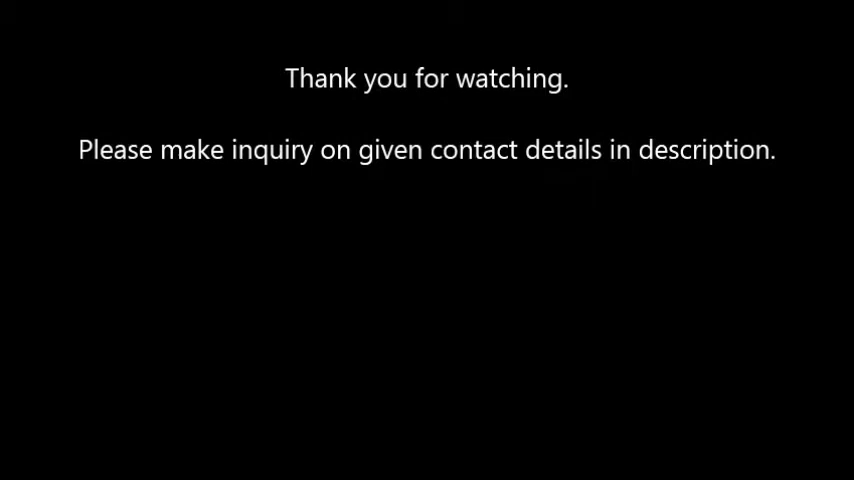 Thank you for watching.
Please make inquiry on given contact details in description.